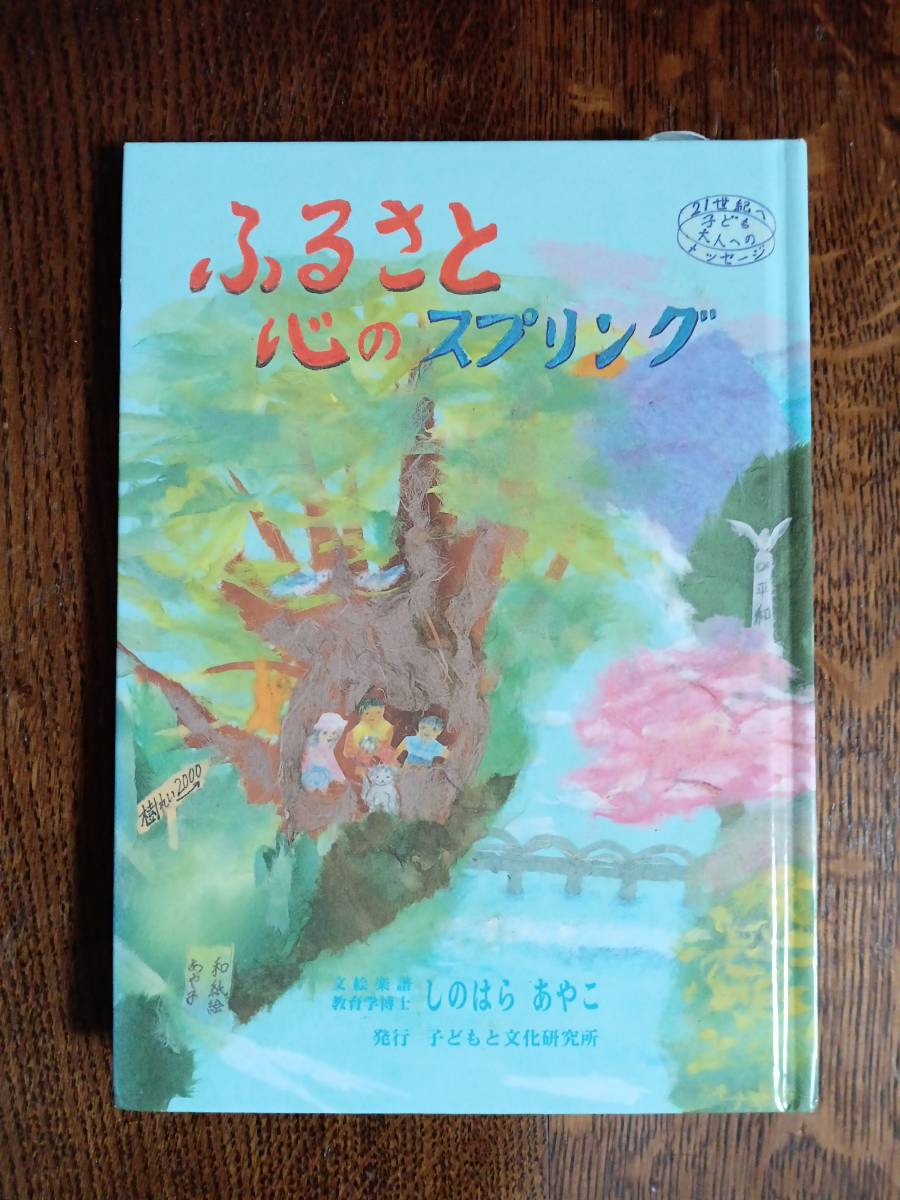 21世紀へ
子ども
大人への
メッセージ
ふるさと
心のスプリング
平和
樹れい2000
和紙絵
あや子
文絵楽譜
教育学博士 しのはら あやこ
発行 子どもと文化研究所